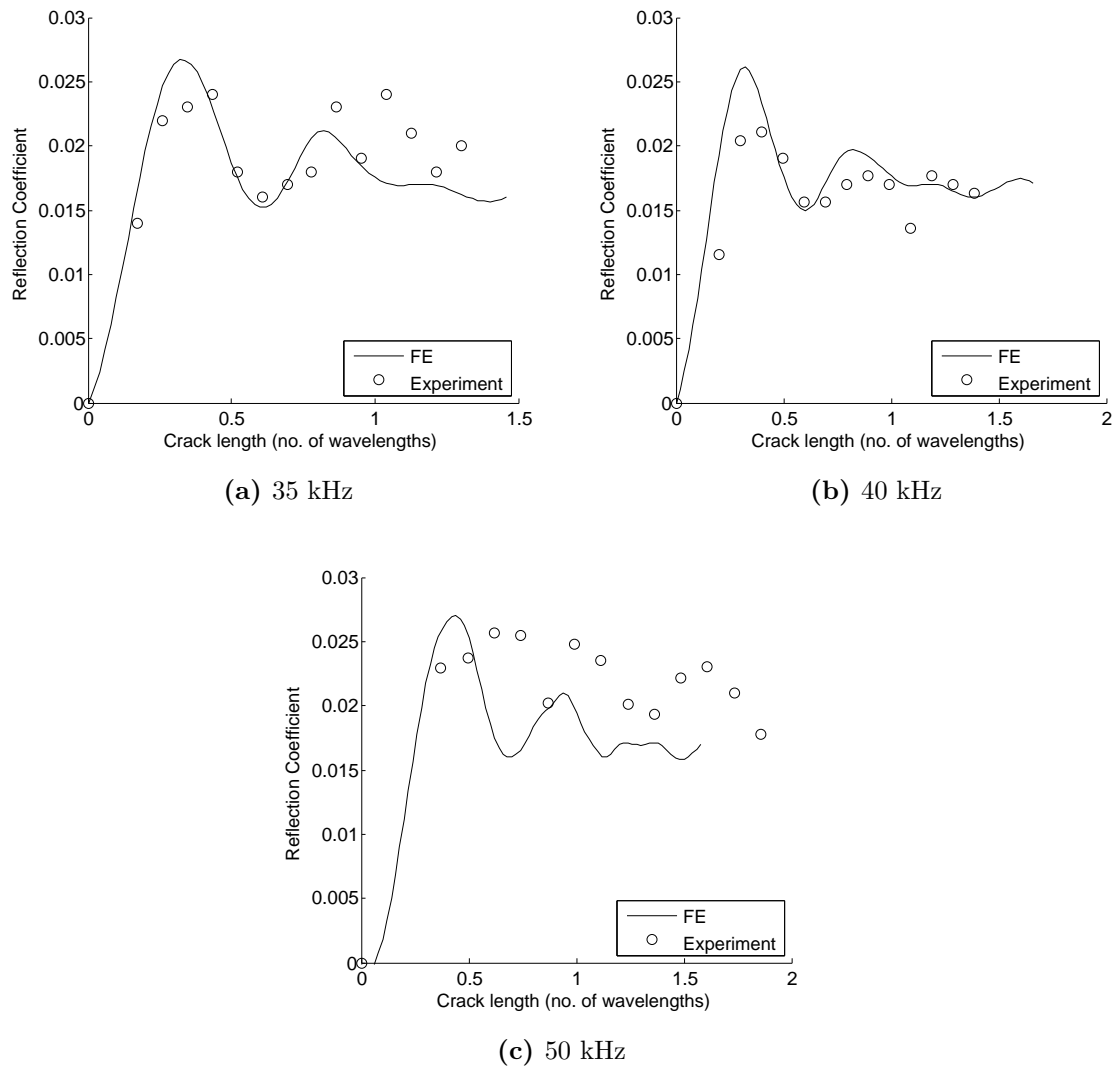 0.03
0.025
0.02
0.015
0.01
0.005
0
0 0.5 1 1.5
Reflection Coefficient
Crack length (no. of wavelengths)
FE
Experiment
(a) 35 kHz
0.03
0.025
0.02
0.015
0.01
0.005
0
0 0.5 1 1.5 2
Reflection Coefficient
Crack length (no. of wavelengths)
FE
Experiment
(b) 40 kHz
0.03
0.025
0.02
0.015
0.01
0.005
0
0 0.5 1 1.5 2
Reflection Coefficient
Crack length (no. of wavelengths)
FE
Experiment
(c) 50 kHz